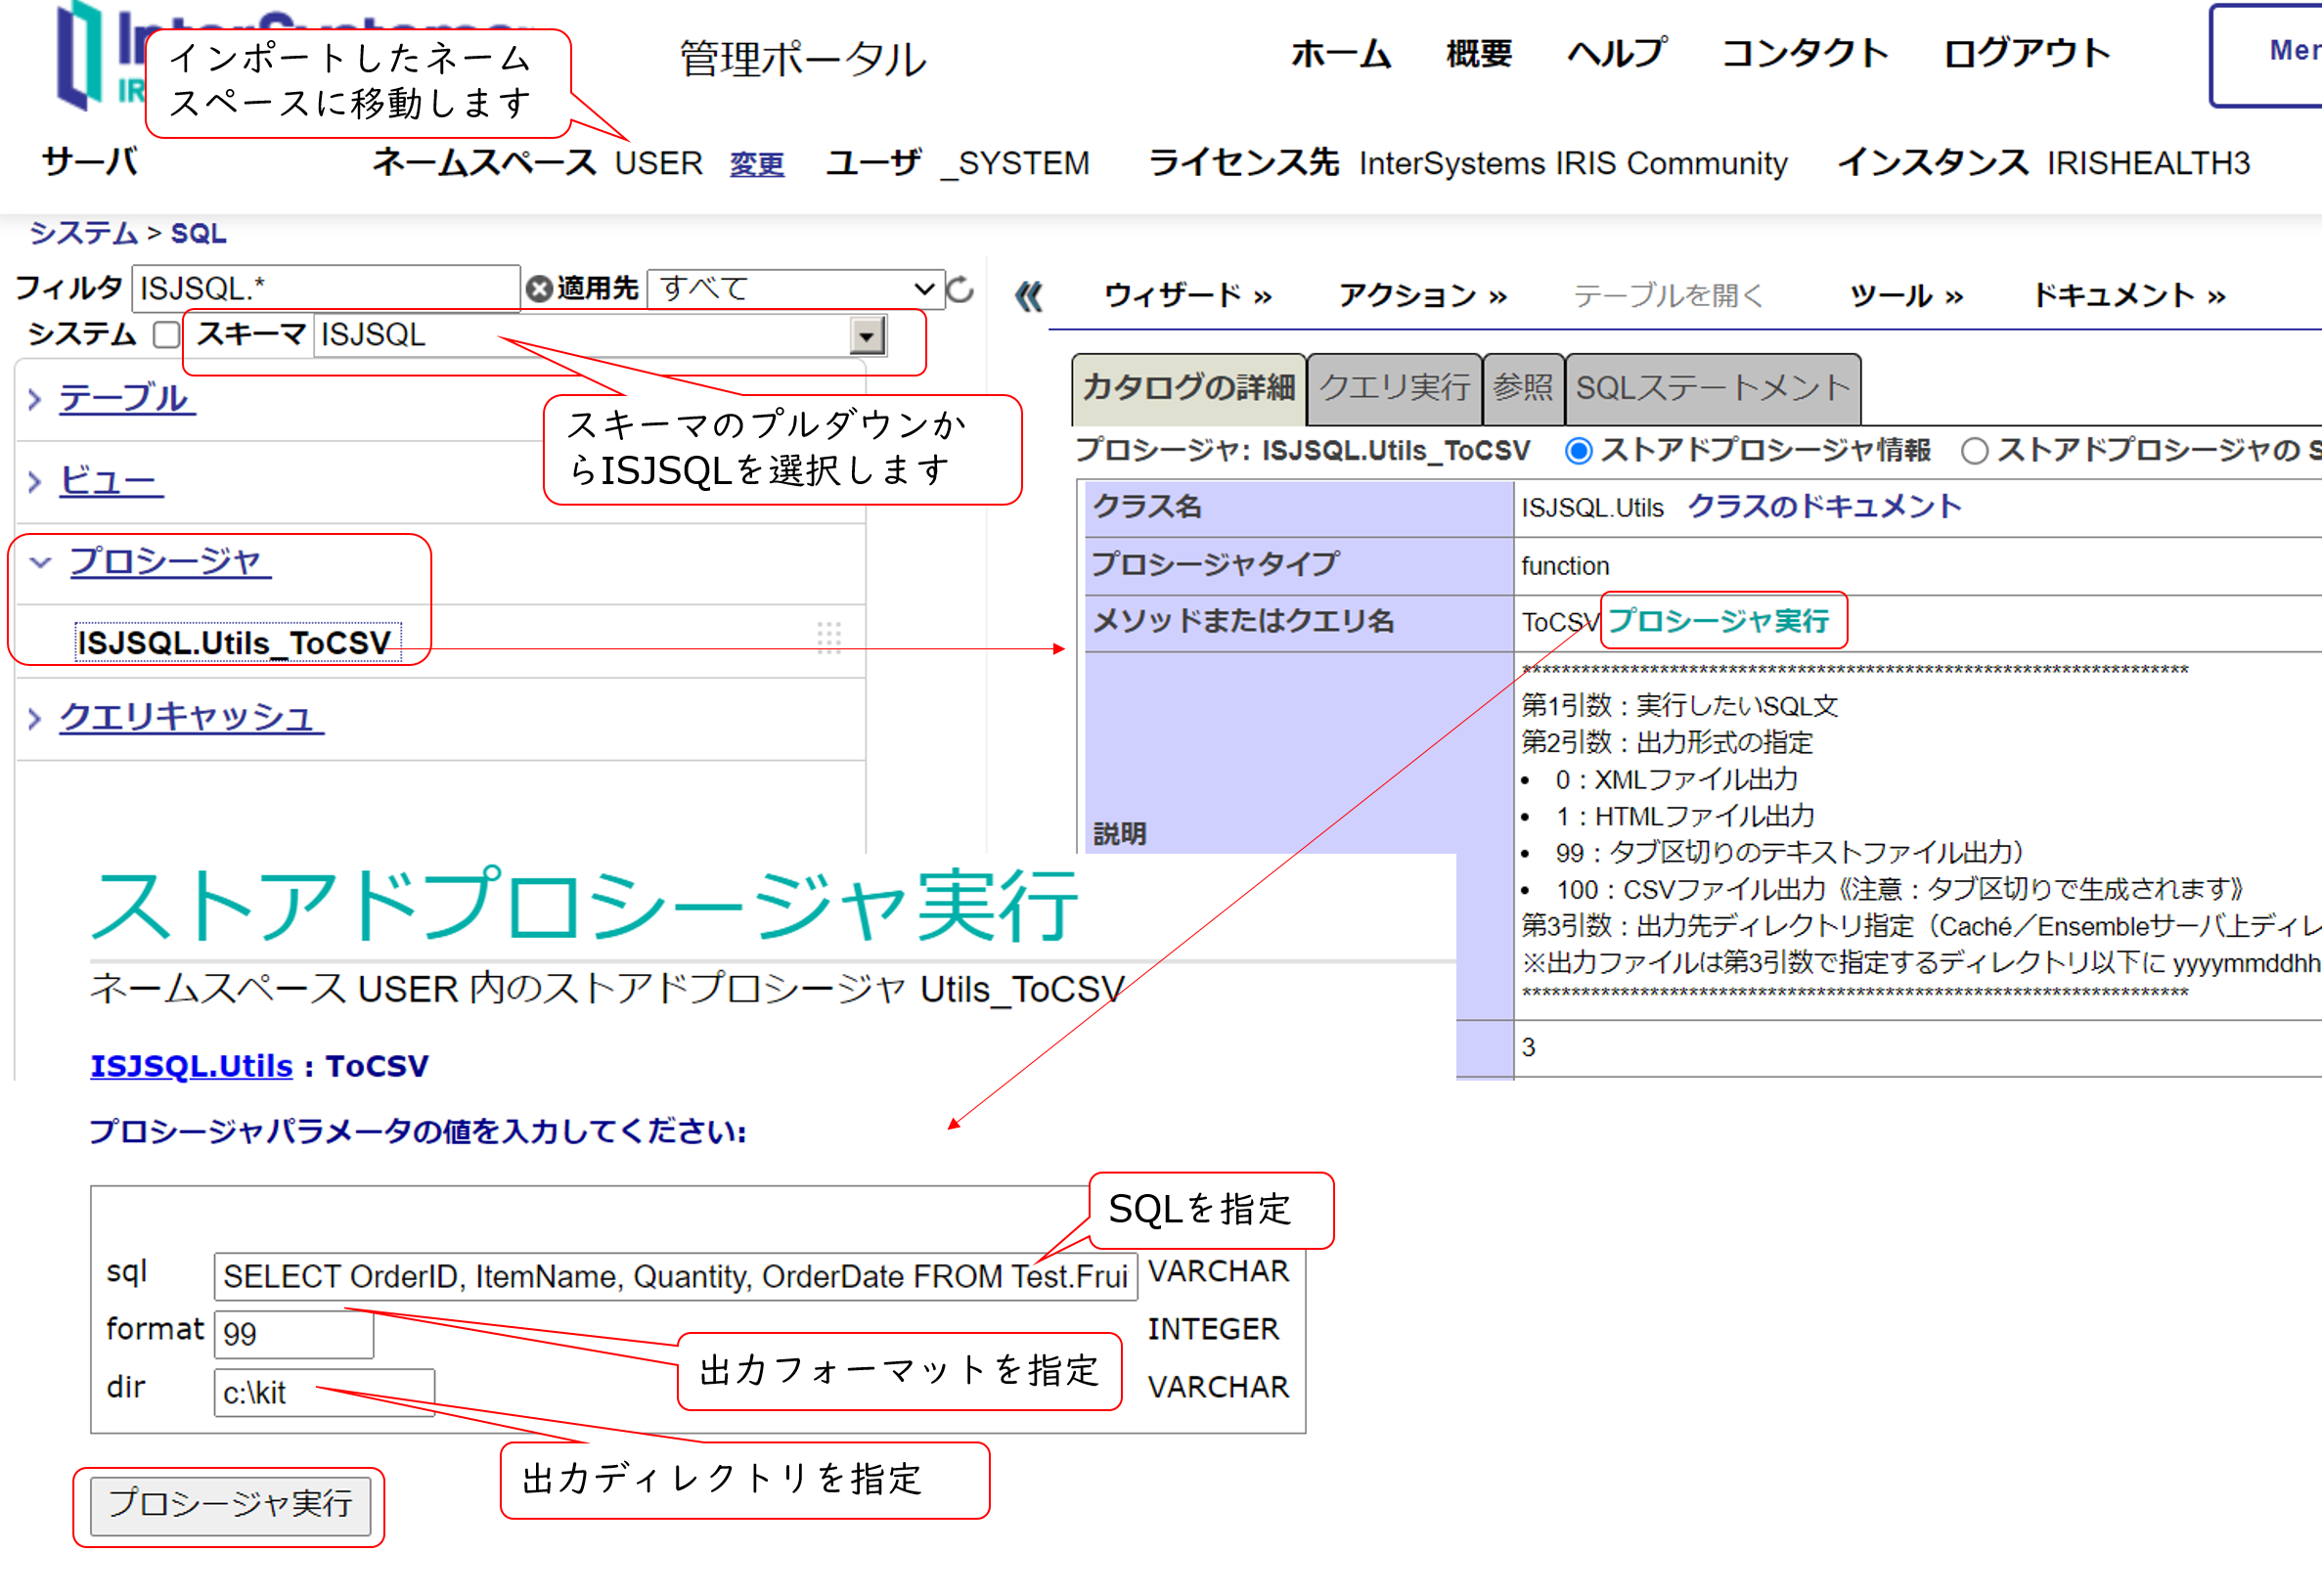 インポートしたネーム
スペースに移動します
管理ポータル
ホーム 概要 ヘルプ コンタクト ログアウト
サーバ ネームスペース USER 変更 ユーザ _SYSTEM ライセンス先 InterSystems IRIS Community インスタンス IRISHEALTH3
システム > SQL
フィルタ ISJSQL.* 適用先 すべて
システム スキーマ ISJSQL
テーブル
ビュー
プロシージャ
ISJSQL.Utils_ToCSV
クエリキャッシュ
スキーマのプルダウンか
らISJSQLを選択します
« ウィザード » アクション » テーブルを開く ツール » ドキュメント »
カタログの詳細 クエリ実行 参照 SQLステートメント
プロシージャ: ISJSQL.Utils_ToCSV ストアドプロシージャ情報 ストアドプロシージャの S
クラス名 ISJSQL.Utils クラスのドキュメント
プロシージャタイプ function
メソッドまたはクエリ名 ToCSV プロシージャ実行
説明
第1引数：実行したいSQL文
第2引数：出力形式の指定
• 0：XMLファイル出力
• 1：HTMLファイル出力
• 99：タブ区切りのテキストファイル出力）
• 100：CSVファイル出力《注意：タブ区切りで生成されます》
第3引数：出力先ディレクトリ指定（Caché／Ensembleサーバ上ディレ
※出力ファイルは第3引数で指定するディレクトリ以下に yyyymmddhh
3
ストアドプロシージャ実行
ネームスペース USER 内のストアドプロシージャ Utils_ToCSV
ISJSQL.Utils : ToCSV
プロシージャパラメータの値を入力してください:
SQLを指定
sql SELECT OrderID, ItemName, Quantity, OrderDate FROM Test.Frui VARCHAR
format 99 INTEGER
出力フォーマットを指定
dir c:\kit VARCHAR
出力ディレクトリを指定
プロシージャ実行